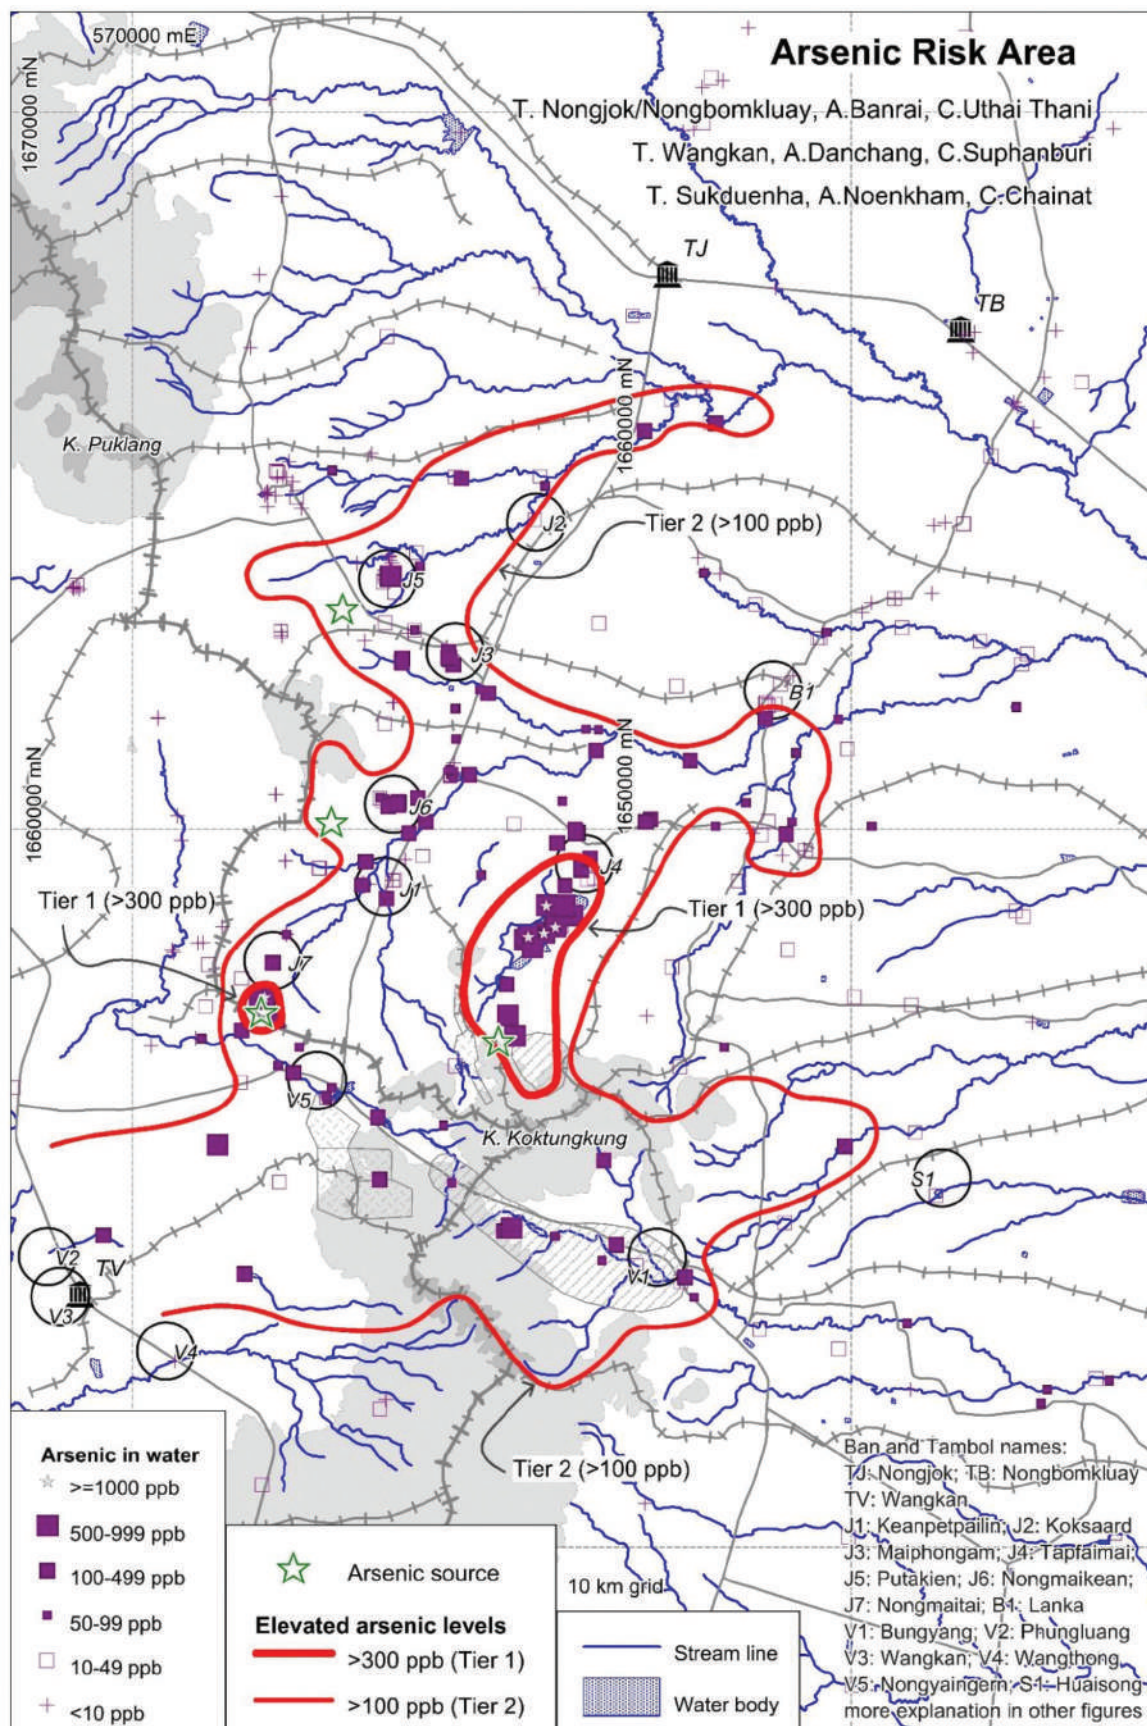 570000 mE
Arsenic Risk Area
1670000 mN
T. Nongjok/Nongbomkluay, A.Banrai, C.Uthai Thani
T. Wangkan, A.Danchang, C.Suphanburi
T. Sukduenha, A.Noenkham, C.Chainat
TJ
TB
1660000 mN
K. Puklang
J2
Tier 2 (>100 ppb)
J5
J3
B1
1650000 mN
1660000 mN
J6
J4
J1
Tier 1 (>300 ppb)
Tier 1 (>300 ppb)
J7
V5
K. Koktungkung
S1
V2
TV
V1
V3
V4
Tier 2 (>100 ppb)
Arsenic in water
>=1000 ppb
500-999 ppb
100-499 ppb
50-99 ppb
10-49 ppb
<10 ppb
Arsenic source
Elevated arsenic levels
>300 ppb (Tier 1)
>100 ppb (Tier 2)
10 km grid
Stream line
Water body
Ban and Tambol names:
TJ: Nongjok; TB: Nongbomkluay
TV: Wangkan
J1: Keanpetpailin; J2: Koksaard
J3: Maiphongam; J4: Tapfaimai;
J5: Putakien; J6: Nongmaikean;
J7: Nongmaitai; B1: Lanka
V1: Bungyang; V2: Phungluang
V3: Wangkan; V4: Wangthong
V5: Nongyaingern; S1: Huaisong
more explanation in other figures